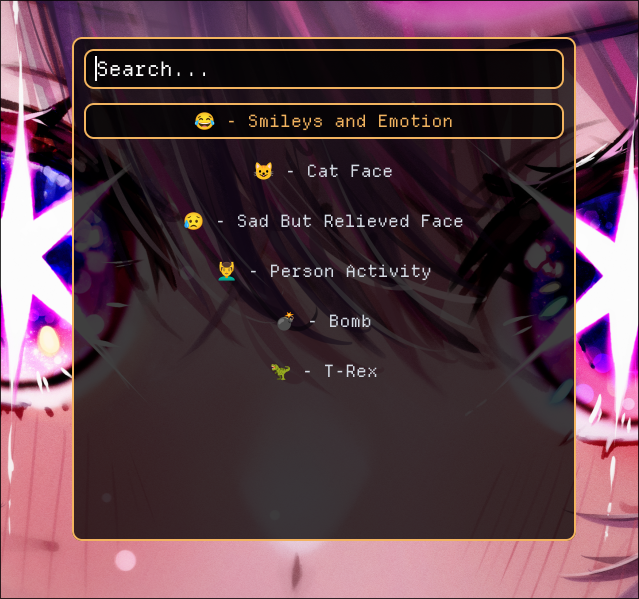 Search...
😂 - Smileys and Emotion
😺 - Cat Face
😥 - Sad But Relieved Face
💆‍♂️ - Person Activity
💣 - Bomb
🦖 - T-Rex